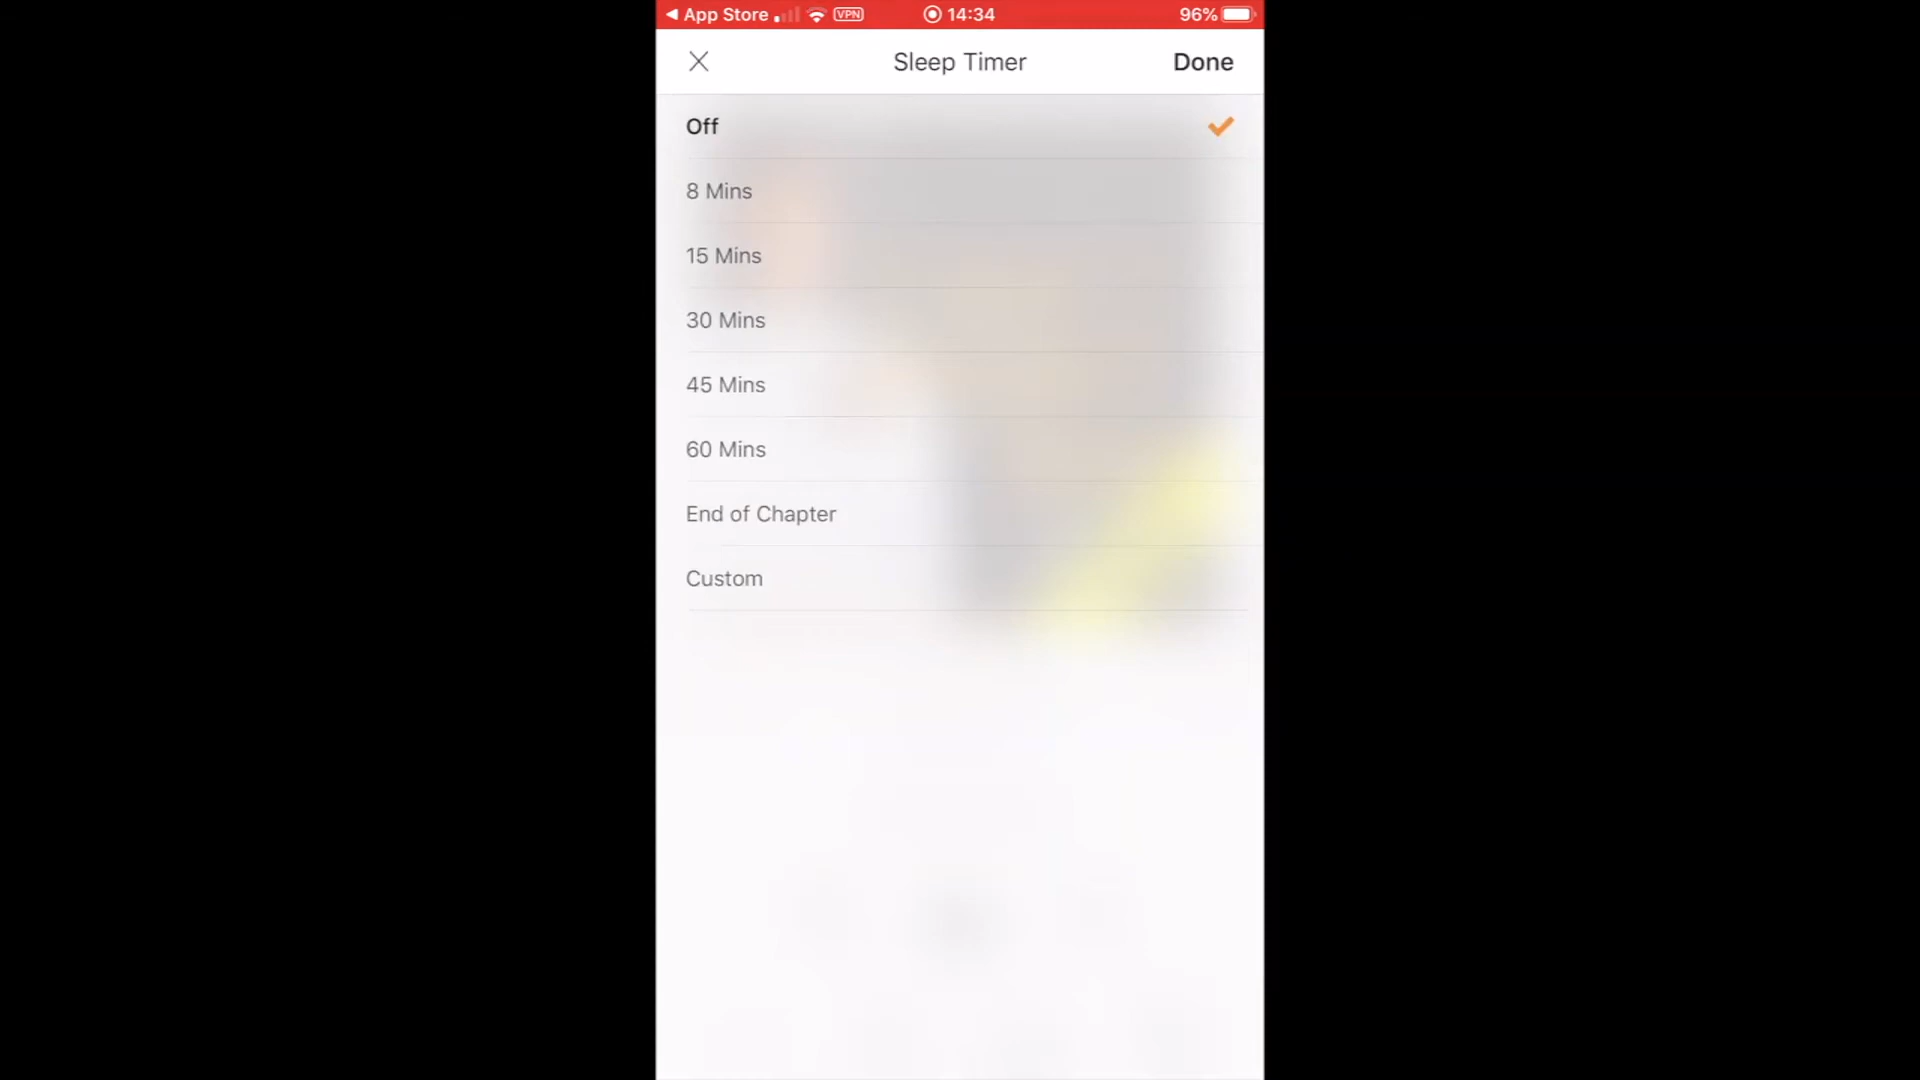 ◀ App Store VPN 14:34 96%
Sleep Timer Done
Off
8 Mins
15 Mins
30 Mins
45 Mins
60 Mins
End of Chapter
Custom